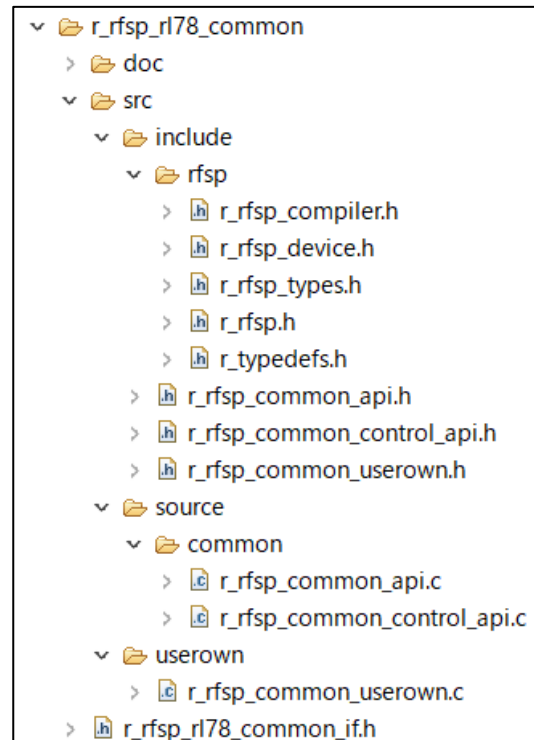 r_rfsp_rl78_common
doc
src
include
rfsp
r_rfsp_compiler.h
r_rfsp_device.h
r_rfsp_types.h
r_rfsp.h
r_typedefs.h
r_rfsp_common_api.h
r_rfsp_common_control_api.h
r_rfsp_common_userown.h
source
common
r_rfsp_common_api.c
r_rfsp_common_control_api.c
userown
r_rfsp_common_userown.c
r_rfsp_rl78_common_if.h